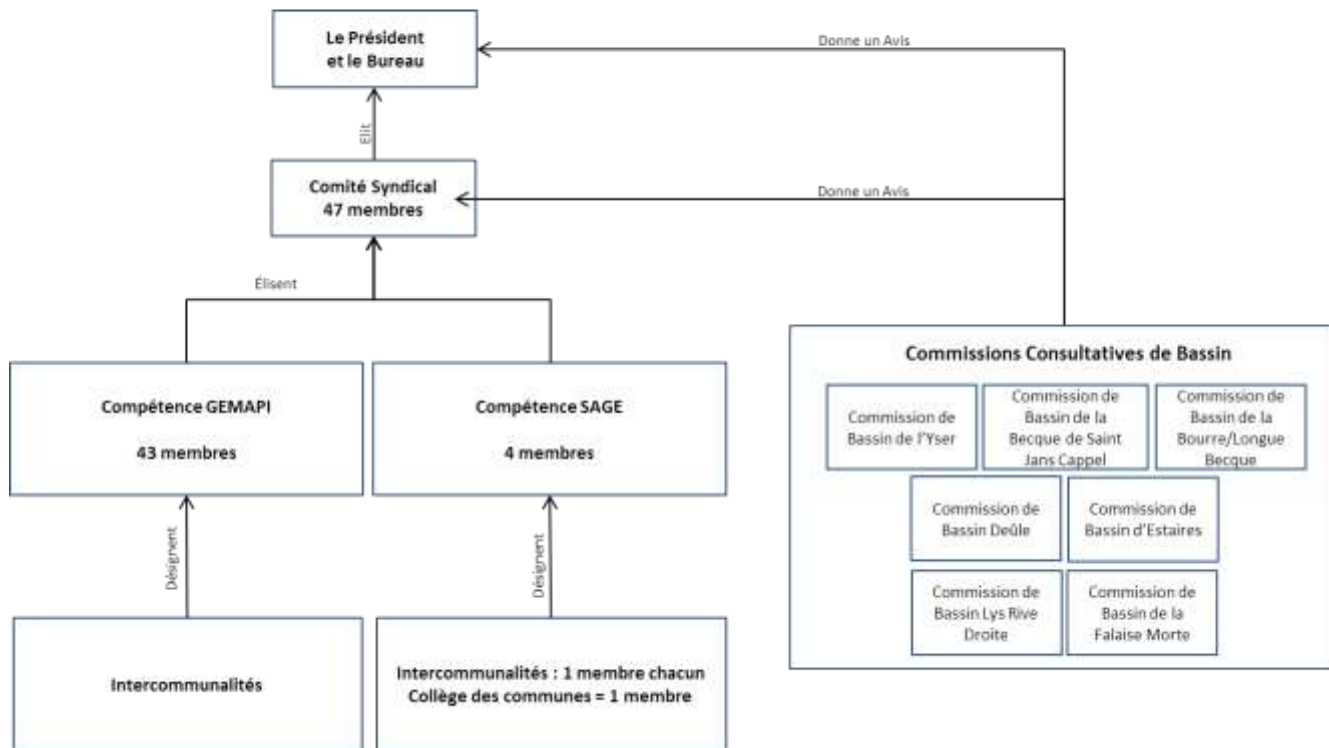 Le Président
et le Bureau
Donne un Avis
Elit
Comité Syndical
47 membres
Donne un Avis
Élisent
Compétence GEMAPI
43 membres
Compétence SAGE
4 membres
Désignent
Désignent
Intercommunalités
Intercommunalités : 1 membre chacun
Collège des communes = 1 membre
Commissions Consultatives de Bassin
Commission de
Bassin de l'Yser
Commission de
Bassin de la
Becque de Saint
Jans Cappel
Commission de
Bassin de la
Bourre/Longue
Becque
Commission de
Bassin Deûle
Commission de
Bassin d'Estaires
Commission de
Bassin Lys Rive
Droite
Commission de
Bassin de la
Falaise Morte